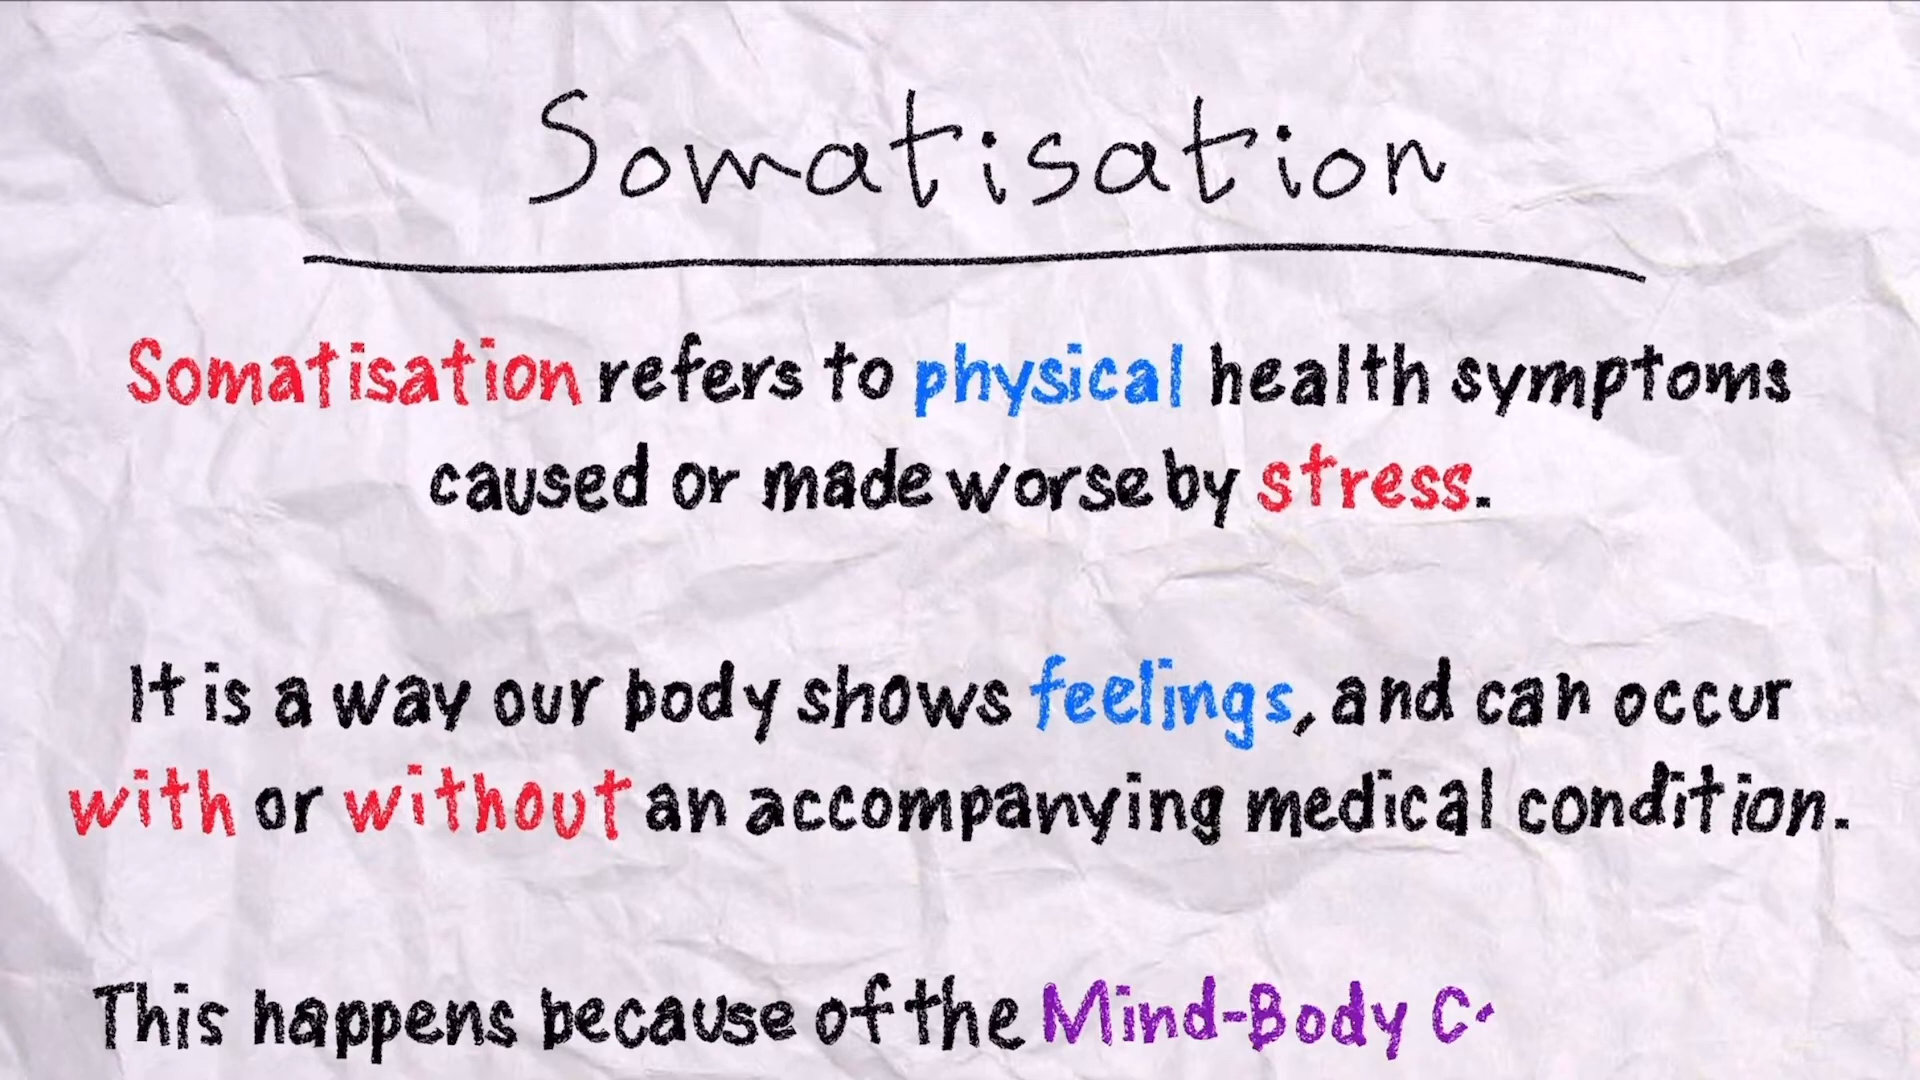 Somatisation
Somatisation refers to physical health symptoms
caused or made worse by stress.
It is a way our body shows feelings, and can occur
with or without an accompanying medical condition.
This happens because of the Mind-Body C